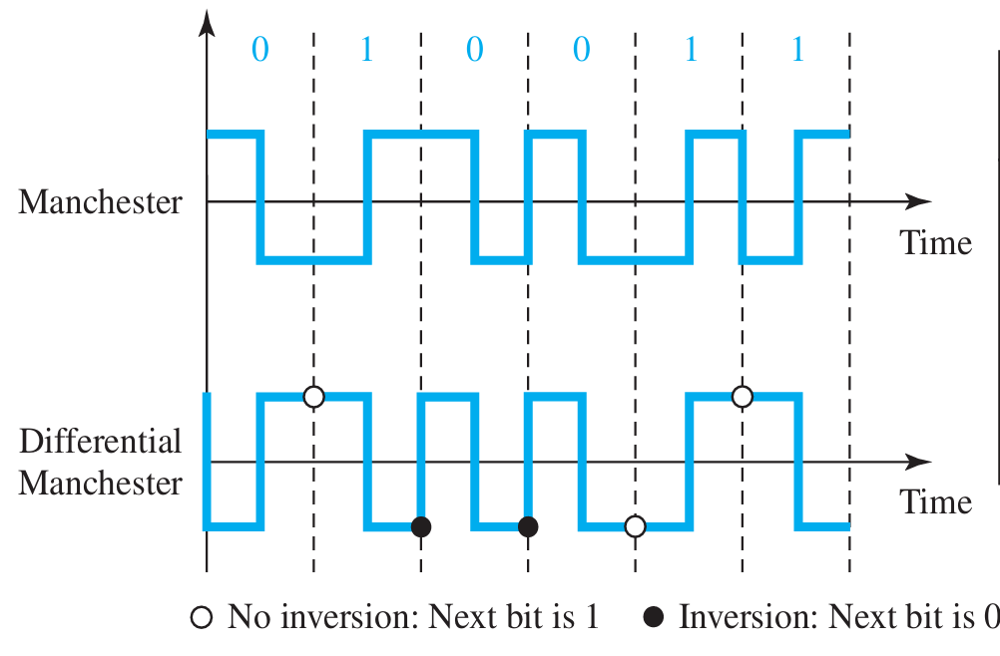 0 1 0 0 1 1
Manchester
Time
Differential
Manchester
Time
No inversion: Next bit is 1
Inversion: Next bit is 0